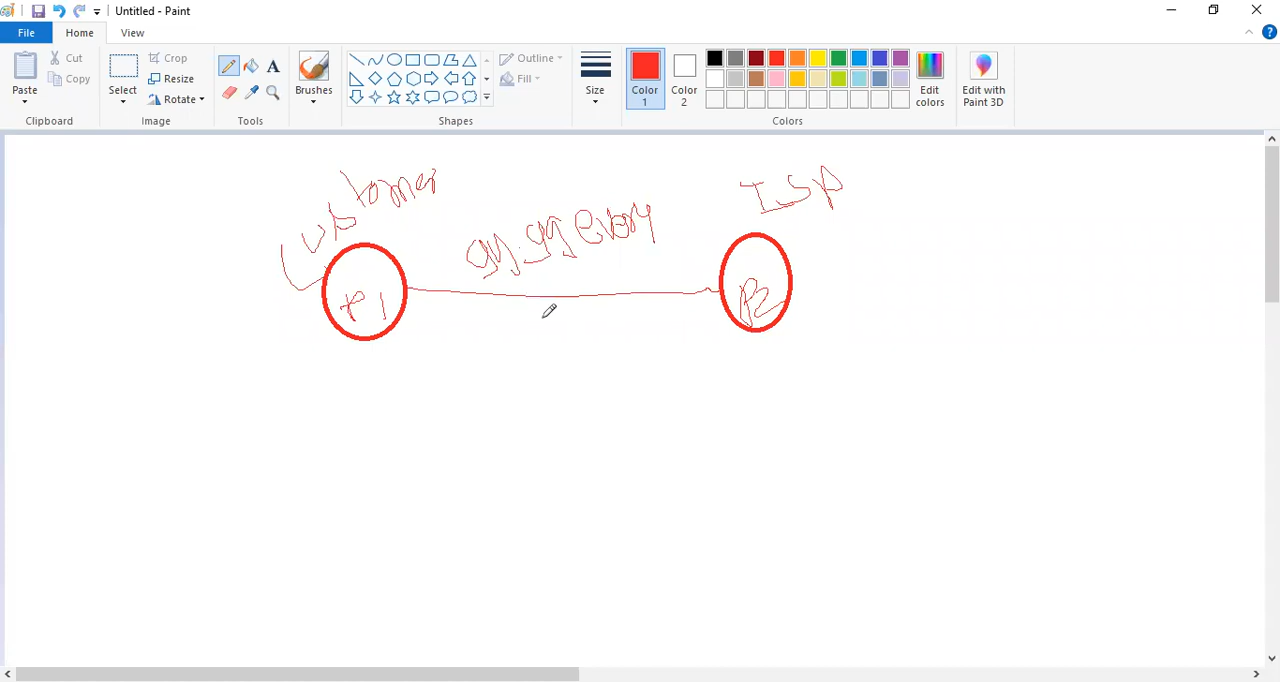 Untitled - Paint
File
Home
View
Paste
Cut
Copy
Clipboard
Select
Crop
Resize
Rotate
Image
Tools
Brushes
Shapes
Outline
Fill
Size
Color 1
Color 2
Edit colors
Edit with Paint 3D
Colors
Customer
ISP
R2